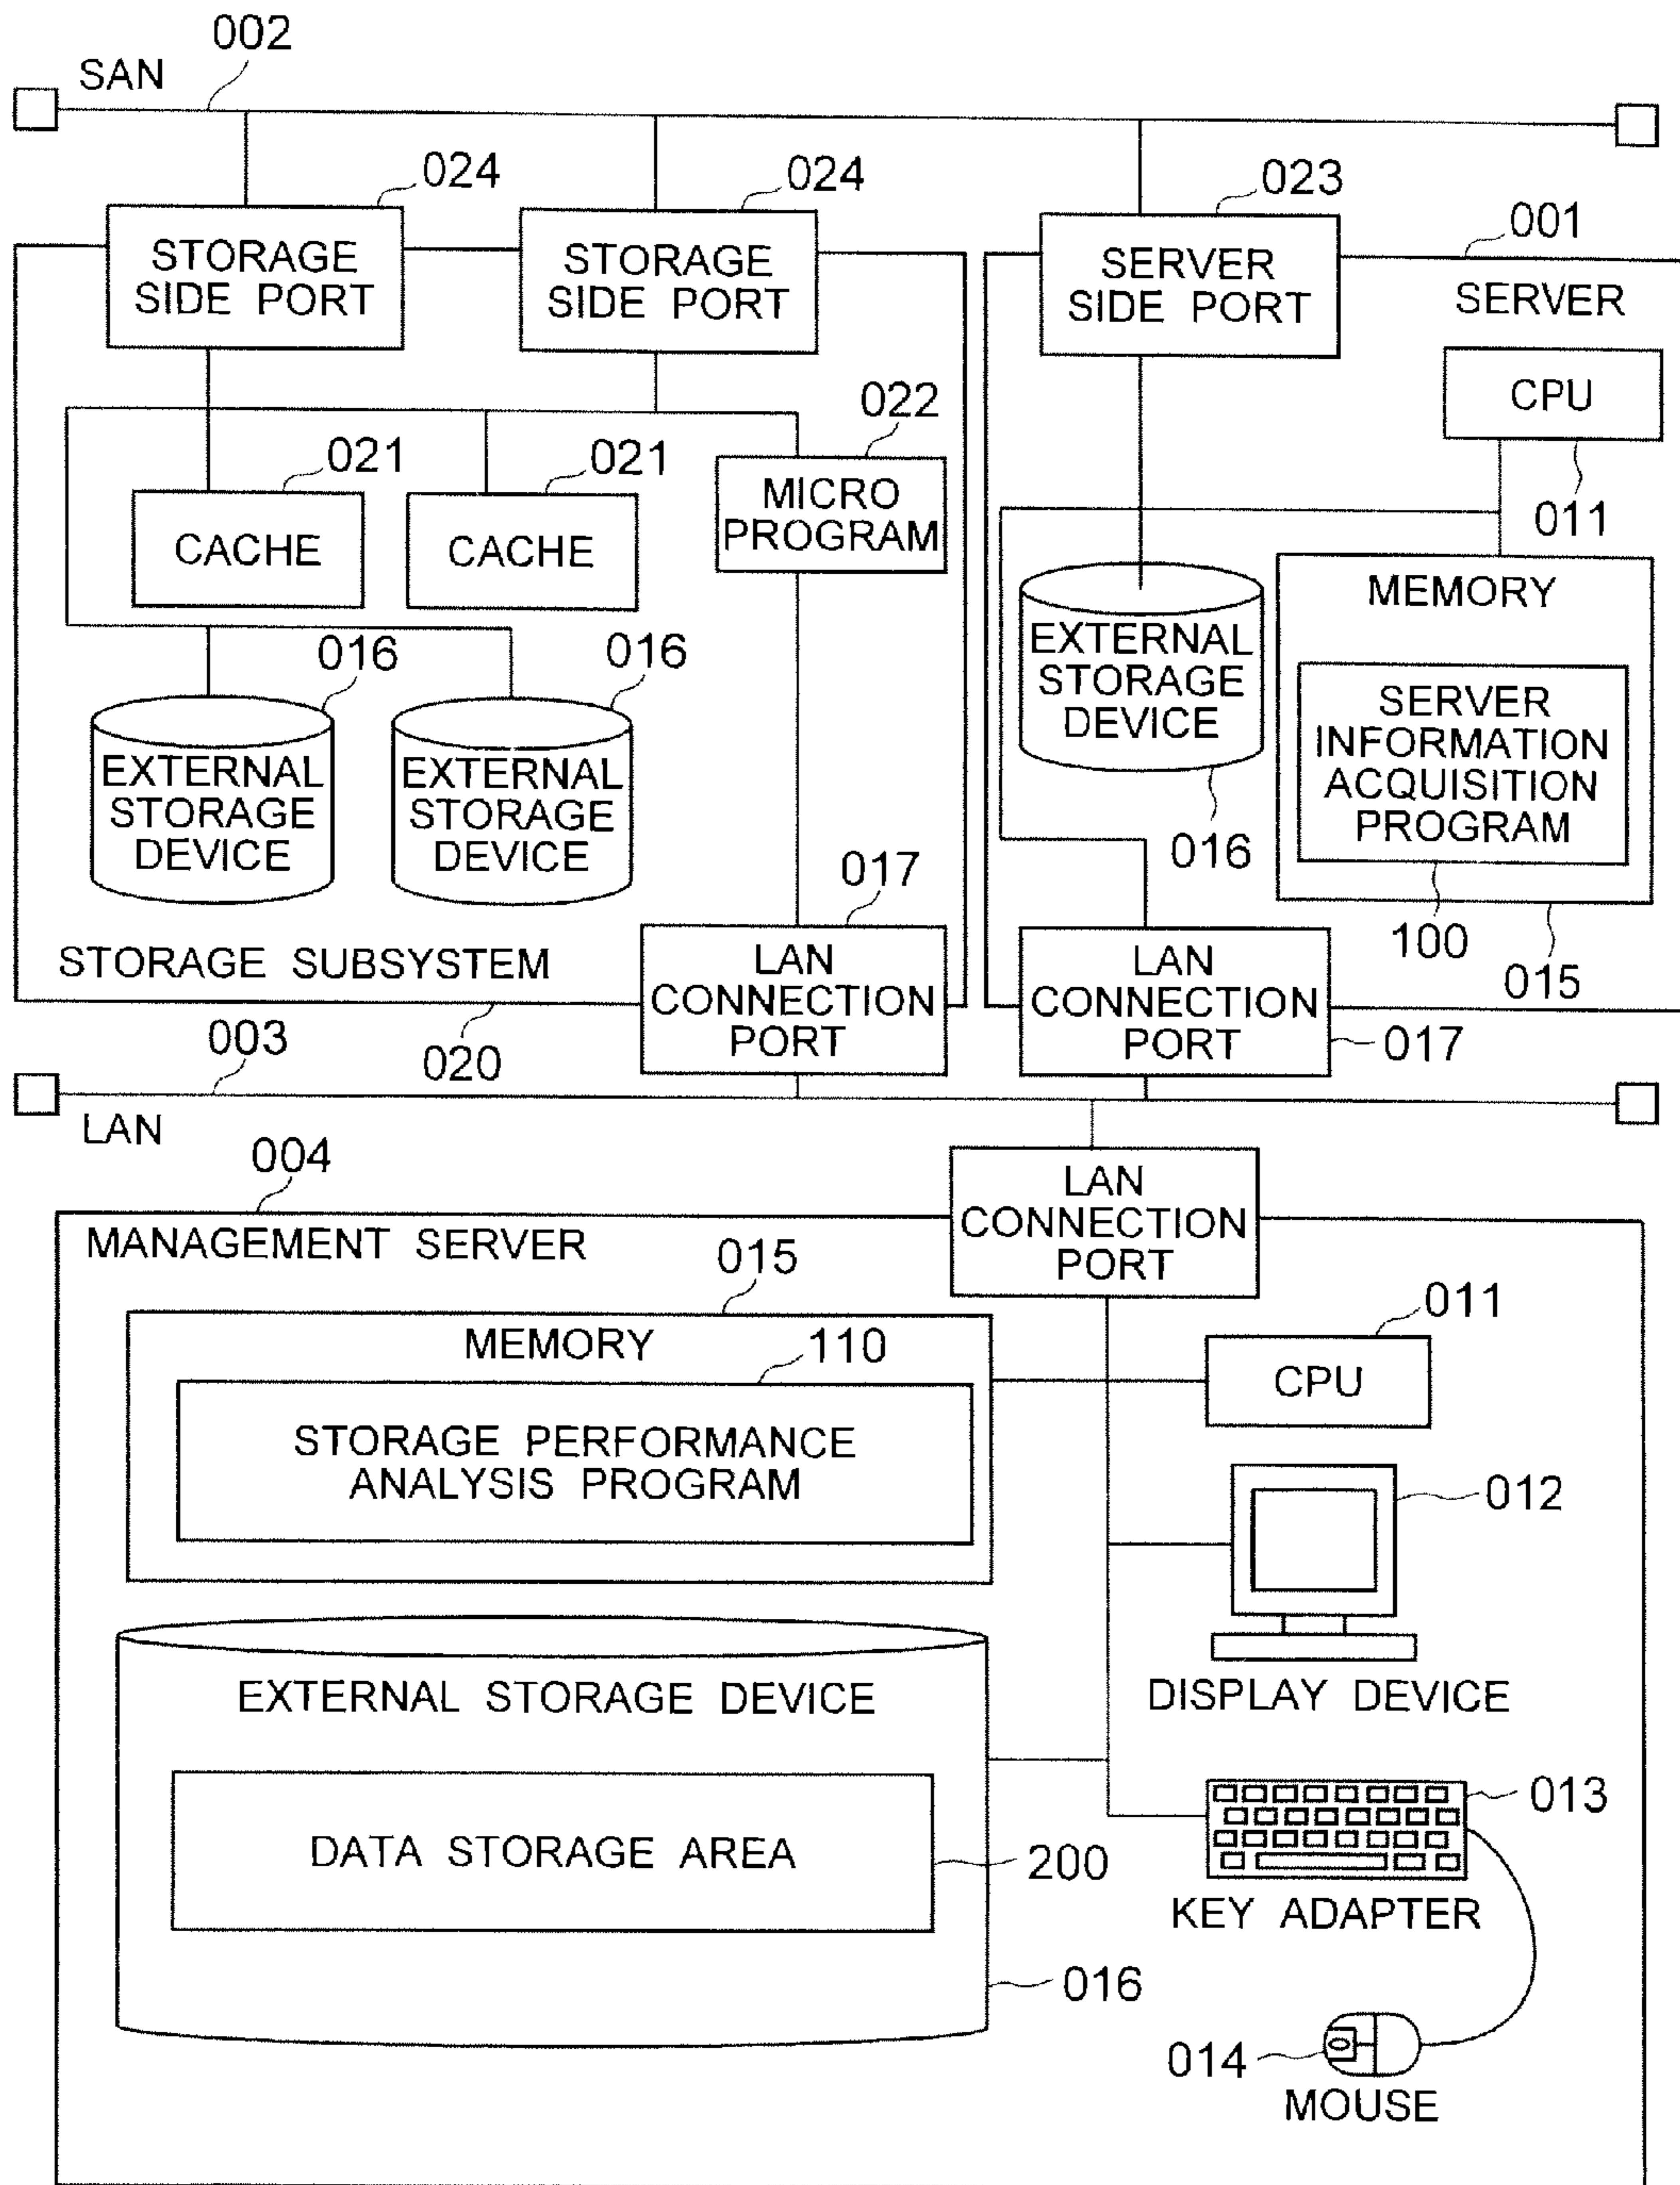 002
SAN
024
024
023
001
STORAGE
SIDE PORT
STORAGE
SIDE PORT
SERVER
SIDE PORT
SERVER
CPU
011
022
021
021
MICRO
PROGRAM
CACHE
CACHE
MEMORY
EXTERNAL
STORAGE
DEVICE
016
016
016
SERVER
INFORMATION
ACQUISITION
PROGRAM
EXTERNAL
STORAGE
DEVICE
EXTERNAL
STORAGE
DEVICE
017
100
015
STORAGE SUBSYSTEM
LAN
CONNECTION
PORT
LAN
CONNECTION
PORT
017
003
020
LAN
004
LAN
CONNECTION
PORT
MANAGEMENT SERVER
015
011
MEMORY
110
CPU
STORAGE PERFORMANCE
ANALYSIS PROGRAM
012
EXTERNAL STORAGE DEVICE
DISPLAY DEVICE
013
DATA STORAGE AREA
200
KEY ADAPTER
016
014
MOUSE